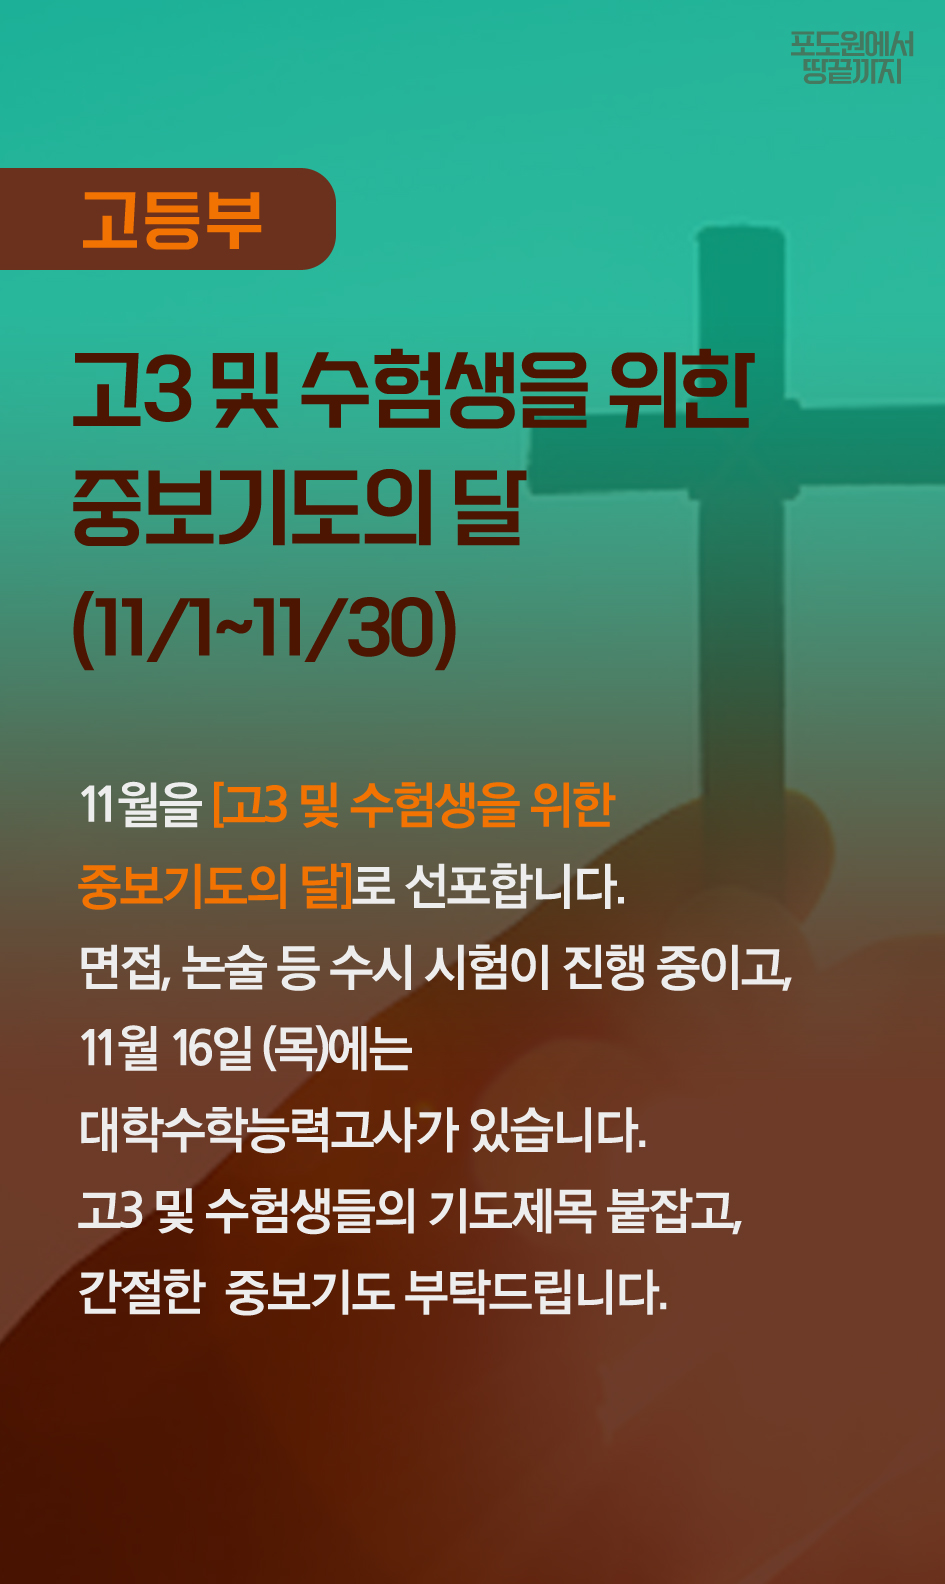 포도원에서
땅끝까지
고등부
고3 및 수험생을 위한
중보기도의 달
(11/1~11/30)
11월을 [고3 및 수험생을 위한
중보기도의 달]로 선포합니다.
면접, 논술 등 수시 시험이 진행 중이고,
11월 16일 (목)에는
대학수학능력고사가 있습니다.
고3 및 수험생들의 기도제목 붙잡고,
간절한 중보기도 부탁드립니다.